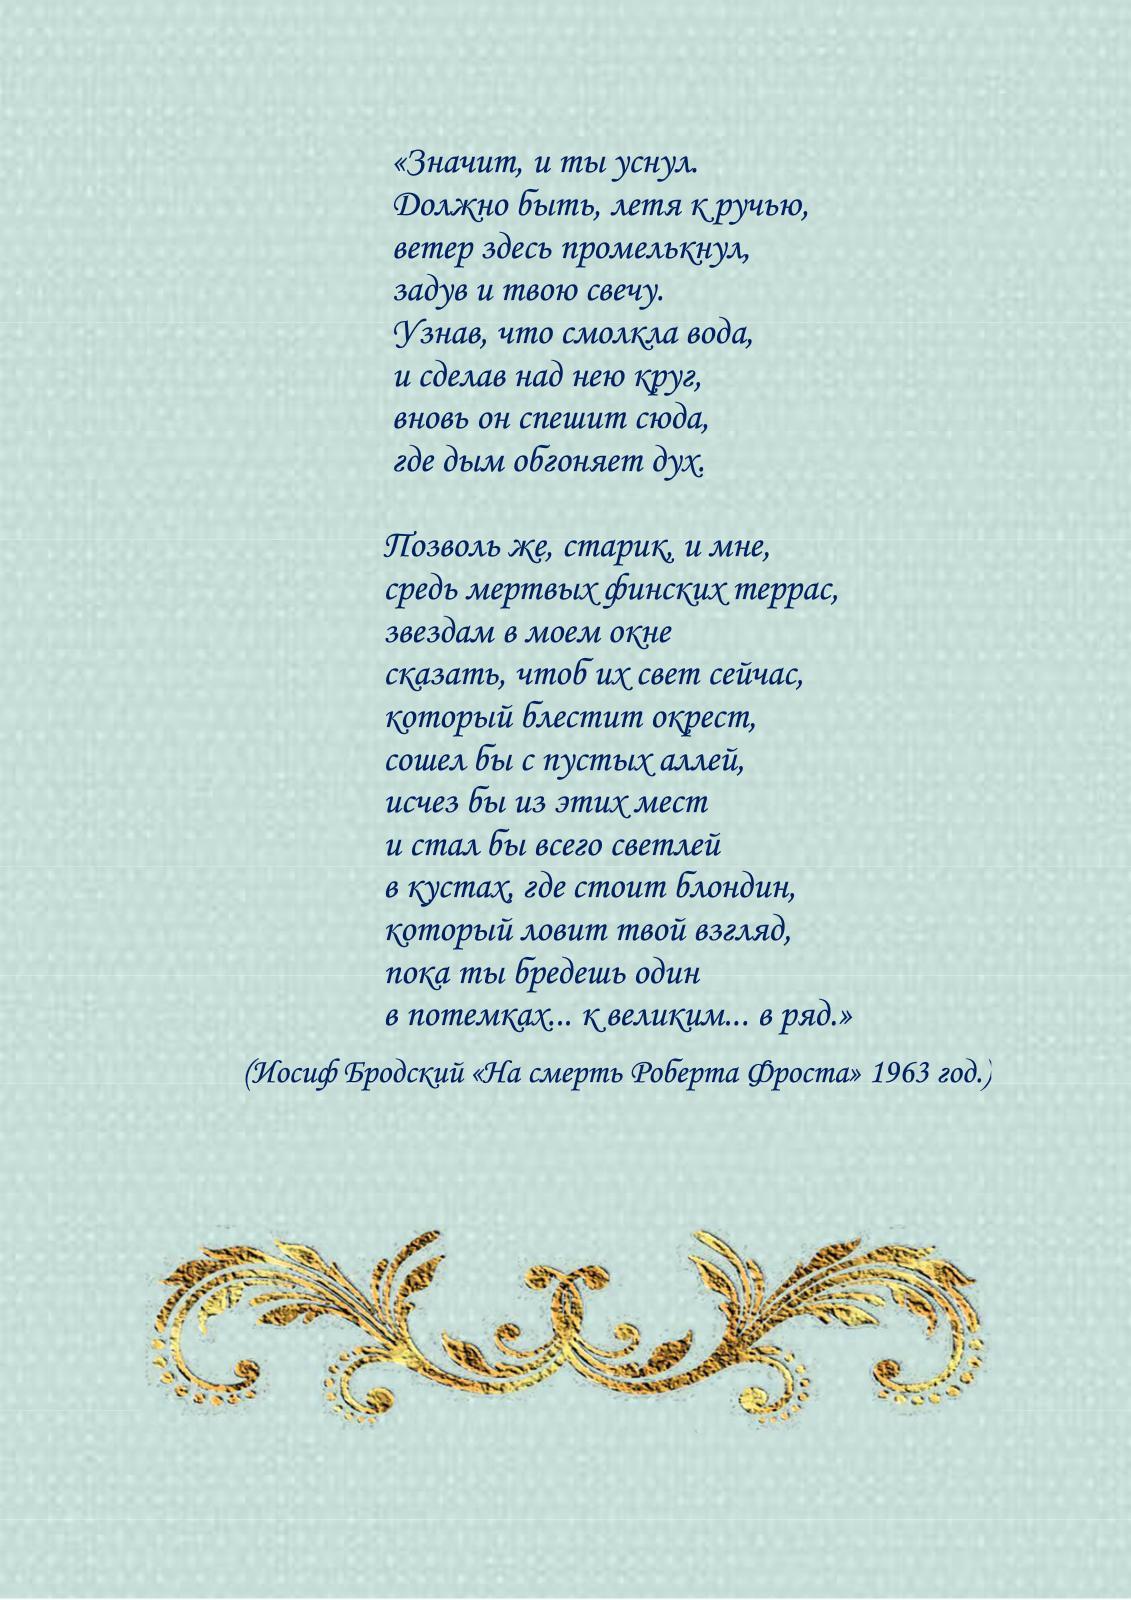 «Значит, и ты уснул.
Должно быть, летя к ручью,
ветер здесь промелькнул,
задув и твою свечу.
Узнав, что смолкла вода,
и сделав над нею круг,
вновь он спешит сюда,
где дым обгоняет дух.
Позволь же, старик, и мне,
средь мертвых финских террас,
звездам в моем окне
сказать, чтоб их свет сейчас,
который блестит окрест,
сошел бы с пустых аллей,
исчез бы из этих мест
и стал бы всего светлей
в кустах, где стоит блондин,
который ловит твой взгляд,
пока ты бредешь один
в потемках... к великим... в ряд.»
(Иосиф Бродский «На смерть Роберта Фроста» 1963 год.)